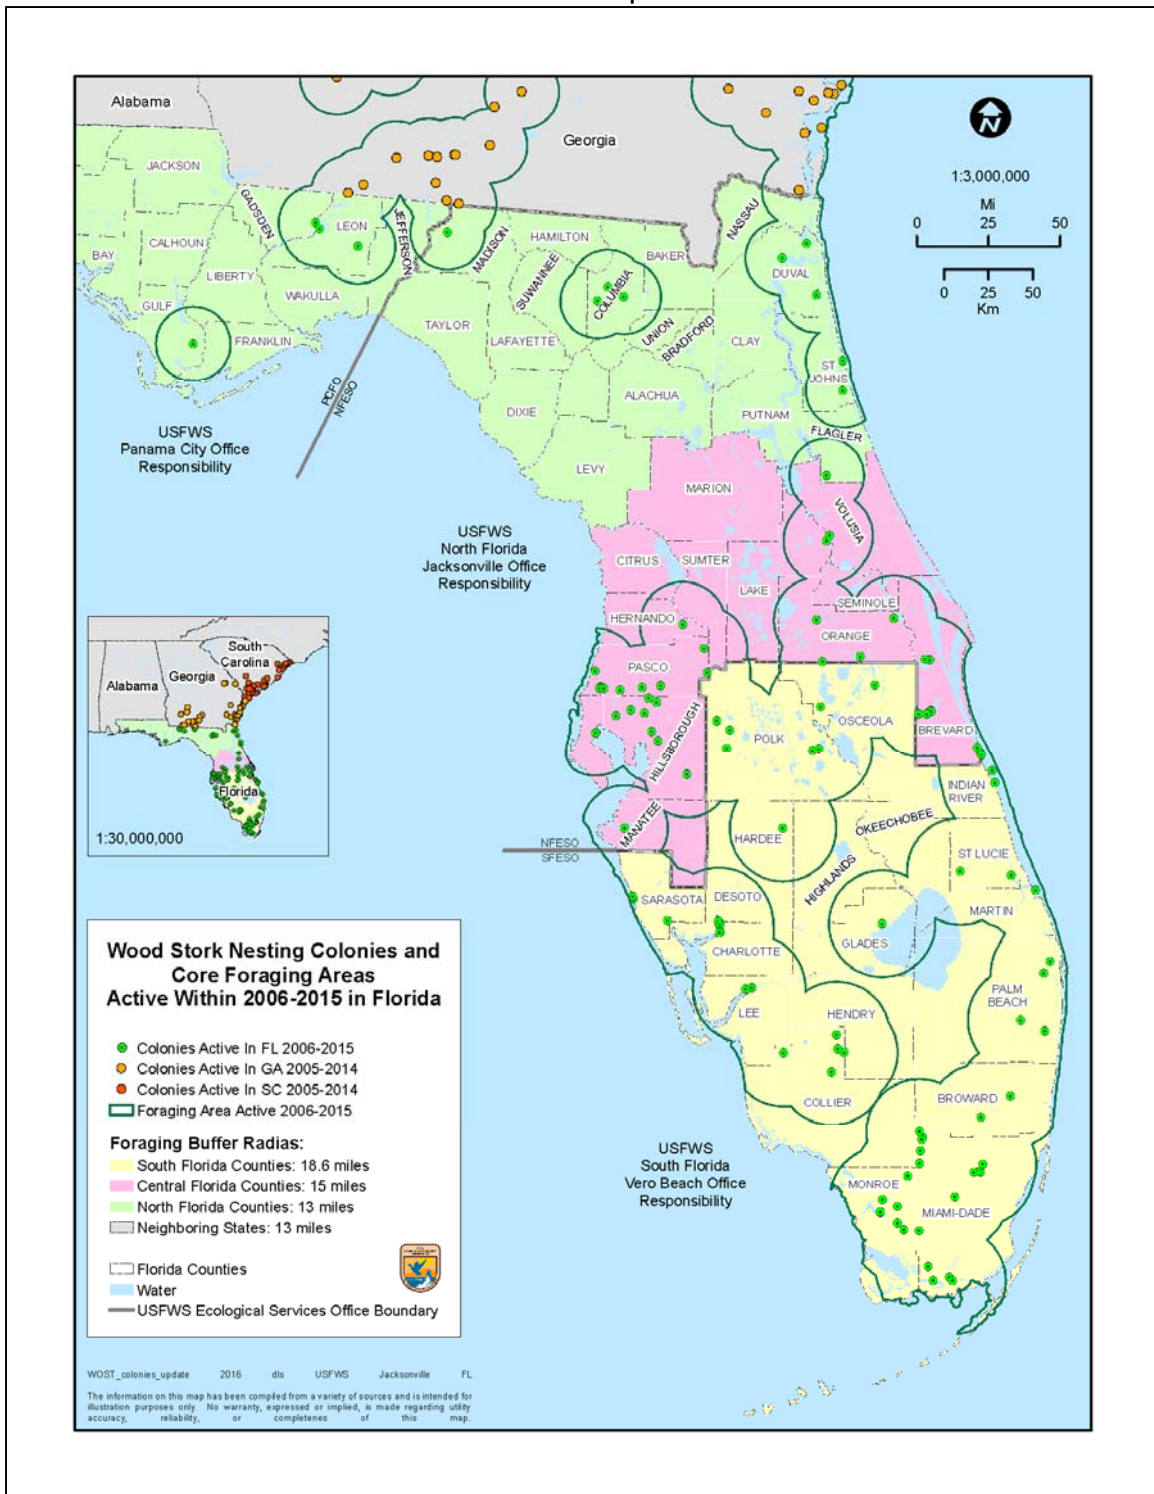 Alabama
Georgia
N
1:3,000,000
Mi
0 25 50
0 25 50
Km
JACKSON
GADSDEN
LEON
JEFFERSON
MADISON
HAMILTON
NASSAU
BAKER
DUVAL
BAY
CALHOUN
LIBERTY
WAKULLA
SUWANNEE
COLUMBIA
GULF
FRANKLIN
TAYLOR
LAFAYETTE
UNION
BRADFORD
CLAY
ST
JOHNS
PCFO
NFESO
DIXIE
ALACHUA
PUTNAM
FLAGLER
USFWS
Panama City Office
Responsibility
LEVY
MARION
VOLUSIA
USFWS
North Florida
Jacksonville Office
Responsibility
CITRUS
SUMTER
LAKE
SEMINOLE
HERNANDO
ORANGE
PASCO
HILLSBOROUGH
POLK
OSCEOLA
BREVARD
INDIAN
RIVER
MANATEE
HARDEE
OKEECHOBEE
HIGHLANDS
ST LUCIE
NFESO
SFESO
SARASOTA
DESOTO
MARTIN
CHARLOTTE
GLADES
PALM
BEACH
LEE
HENDRY
COLLIER
BROWARD
MONROE
MIAMI-DADE
USFWS
South Florida
Vero Beach Office
Responsibility
South
Carolina
Georgia
Alabama
Florida
1:30,000,000
Wood Stork Nesting Colonies and
Core Foraging Areas
Active Within 2006-2015 in Florida
Colonies Active In FL 2006-2015
Colonies Active In GA 2005-2014
Colonies Active In SC 2005-2014
Foraging Area Active 2006-2015
Foraging Buffer Radias:
South Florida Counties: 18.6 miles
Central Florida Counties: 15 miles
North Florida Counties: 13 miles
Neighboring States: 13 miles
Florida Counties
Water
USFWS Ecological Services Office Boundary
WOST_colonies_update 2016 dls USFWS Jacksonville FL
The information on this map has been compiled from a variety of sources and is intended for
illustration purposes only. No warranty, expressed or implied, is made regarding utility
accuracy, reliability, or completenes of this map.